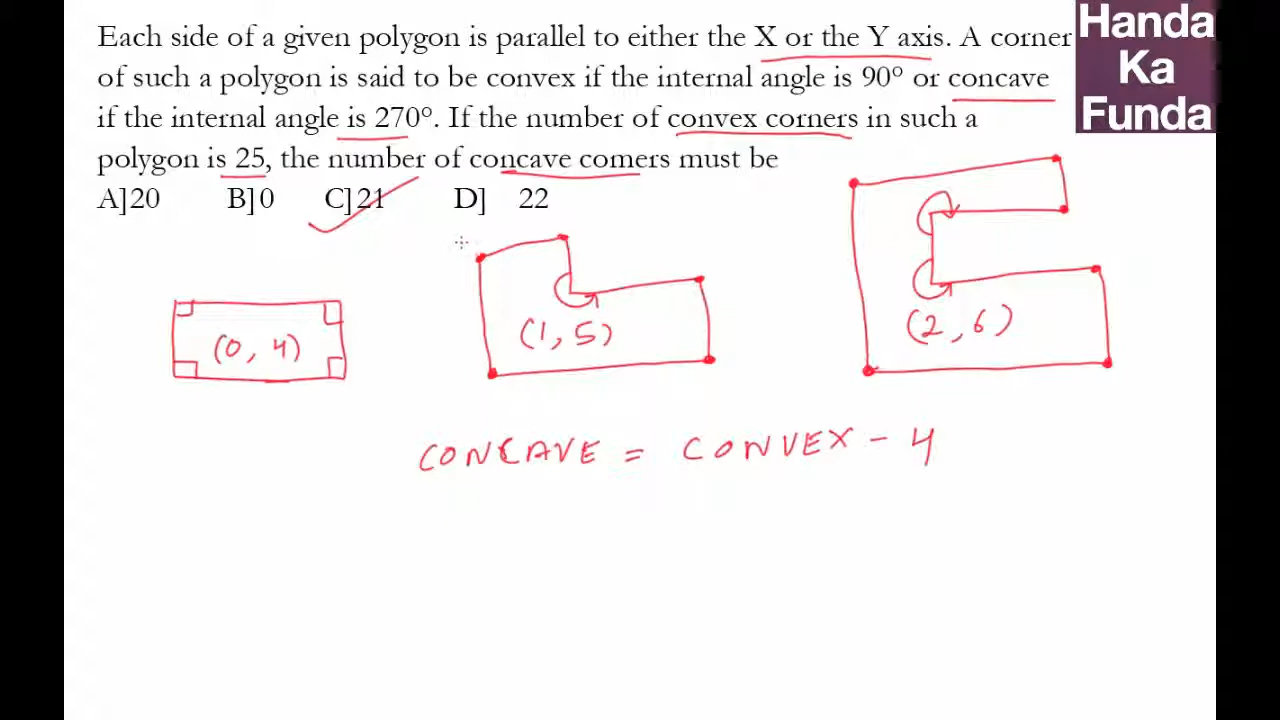 Each side of a given polygon is parallel to either the X or the Y axis. A corner
of such a polygon is said to be convex if the internal angle is 90° or concave
if the internal angle is 270°. If the number of convex corners in such a
polygon is 25, the number of concave comers must be
A]20 B]0 C]21 D] 22
Handa
Ka
Funda
(0, 4)
(1, 5)
(2, 6)
CONCAVE = CONVEX - 4